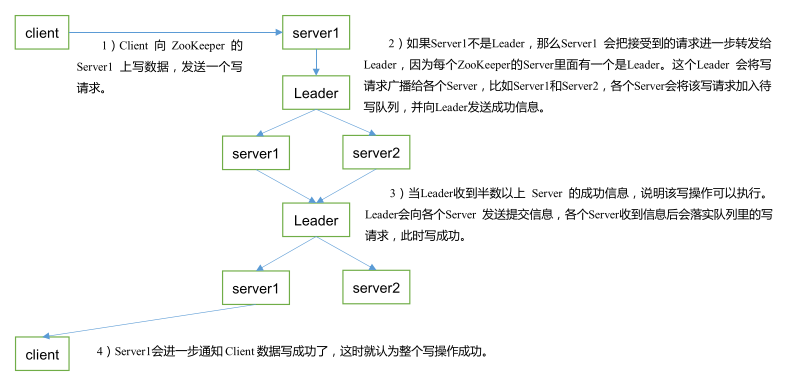 client
server1
1）Client 向 ZooKeeper 的
Server1 上写数据，发送一个写
请求。
2）如果Server1不是Leader，那么Server1 会把接受到的请求进一步转发给
Leader，因为每个ZooKeeper的Server里面有一个是Leader。这个Leader 会将写
请求广播给各个Server，比如Server1和Server2，各个Server会将该写请求加入待
写队列，并向Leader发送成功信息。
Leader
server1
server2
3）当Leader收到半数以上 Server 的成功信息，说明该写操作可以执行。
Leader会向各个Server 发送提交信息，各个Server收到信息后会落实队列里的写
请求，此时写成功。
Leader
server1
server2
client
4）Server1会进一步通知 Client 数据写成功了，这时就认为整个写操作成功。